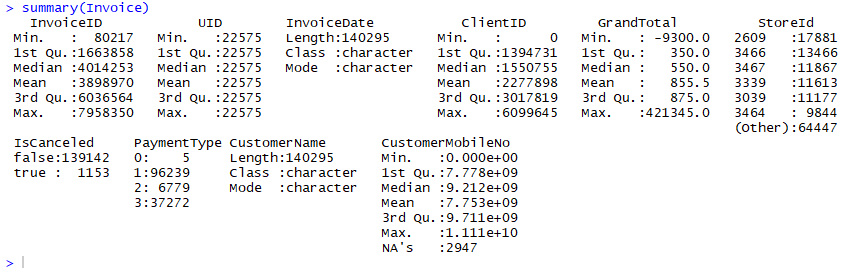 > summary(Invoice)
   InvoiceID            UID         InvoiceDate           ClientID         GrandTotal          StoreId     
 Min.   :  80217   Min.   :22575   Length:140295      Min.   :      0   Min.   : -9300.0   2609   :17881  
 1st Qu.:1663858   1st Qu.:22575   Class :character   1st Qu.:1394731   1st Qu.:   350.0   3466   :13466  
 Median :4014253   Median :22575   Mode  :character   Median :1550755   Median :   550.0   3467   :11867  
 Mean   :3898970   Mean   :22575                      Mean   :2277898   Mean   :   855.5   3339   :11613  
 3rd Qu.:6036564   3rd Qu.:22575                      3rd Qu.:3017819   3rd Qu.:   875.0   3039   :11177  
 Max.   :7958350   Max.   :22575                      Max.   :6099645   Max.   :421345.0   3464   : 9844  
                                                                                           (Other):64447  
 IsCanceled     PaymentType CustomerName       CustomerMobileNo   
 false:139142   0:    5     Length:140295      Min.   :0.000e+00  
 true :  1153   1:96239     Class :character   1st Qu.:7.778e+09  
                2: 6779     Mode  :character   Median :9.212e+09  
                3:37272                        Mean   :7.753e+09  
                                               3rd Qu.:9.711e+09  
                                               Max.   :1.111e+10  
                                               NA's   :2947       
>